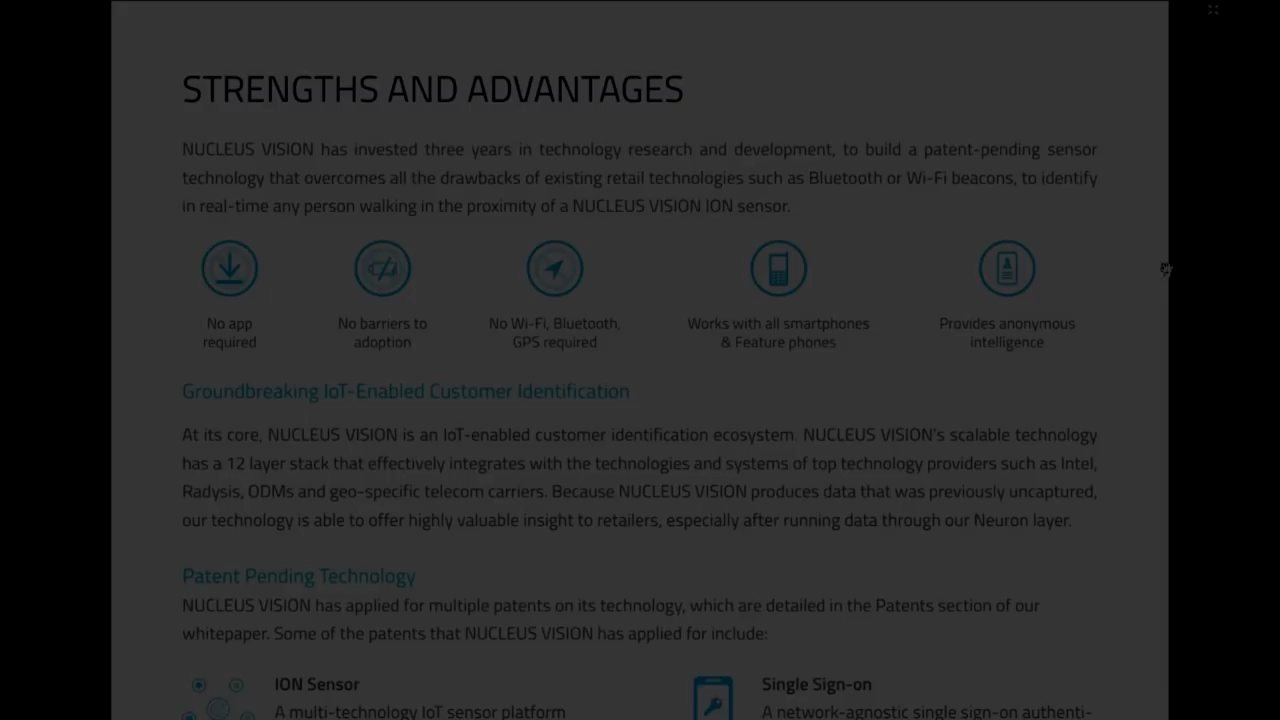 STRENGTHS AND ADVANTAGES
NUCLEUS VISION has invested three years in technology research and development, to build a patent-pending sensor
technology that overcomes all the drawbacks of existing retail technologies such as Bluetooth or Wi-Fi beacons, to identify
in real-time any person walking in the proximity of a NUCLEUS VISION ION sensor.
No app
required
No barriers to
adoption
No Wi-Fi, Bluetooth,
GPS required
Works with all smartphones
& Feature phones
Provides anonymous
intelligence
Groundbreaking IoT-Enabled Customer Identification
At its core, NUCLEUS VISION is an IoT-enabled customer identification ecosystem. NUCLEUS VISION's scalable technology
has a 12 layer stack that effectively integrates with the technologies and systems of top technology providers such as Intel,
Radysis, ODMs and geo-specific telecom carriers. Because NUCLEUS VISION produces data that was previously uncaptured,
our technology is able to offer highly valuable insight to retailers, especially after running data through our Neuron layer.
Patent Pending Technology
NUCLEUS VISION has applied for multiple patents on its technology, which are detailed in the Patents section of our
whitepaper. Some of the patents that NUCLEUS VISION has applied for include:
ION Sensor
A multi-technology IoT sensor platform
Single Sign-on
A network-agnostic single sign-on authenti-